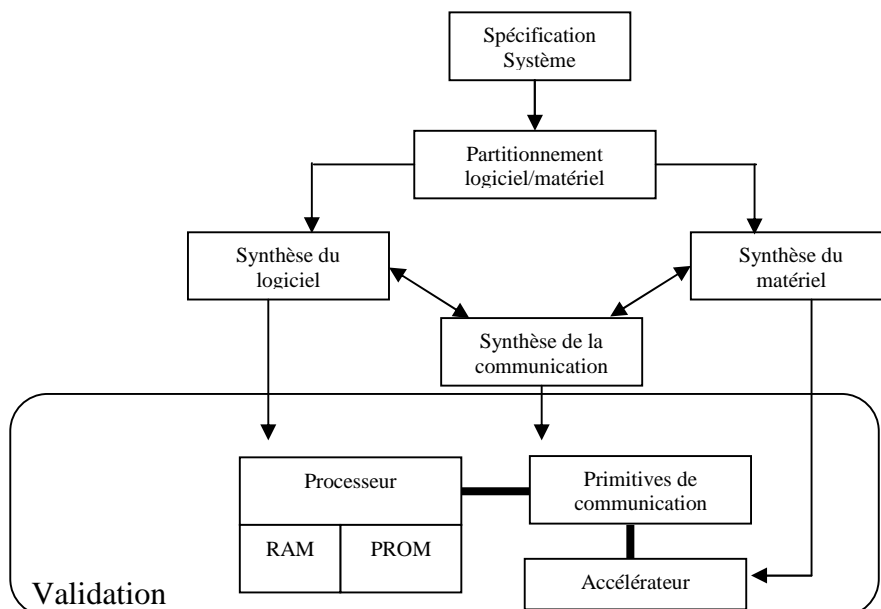 Spécification
Système
Partitionnement
logiciel/matériel
Synthèse du
logiciel
Synthèse du
matériel
Synthèse de la
communication
Processeur
Primitives de
communication
RAM
PROM
Accélérateur
Validation